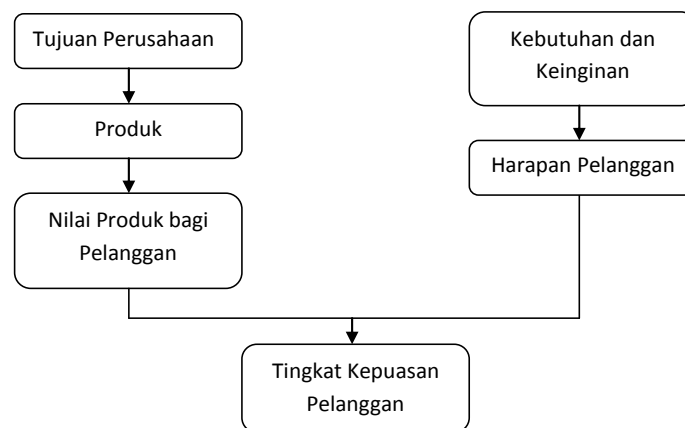 Tujuan Perusahaan
Produk
Nilai Produk bagi
Pelanggan
Kebutuhan dan
Keinginan
Harapan Pelanggan
Tingkat Kepuasan
Pelanggan